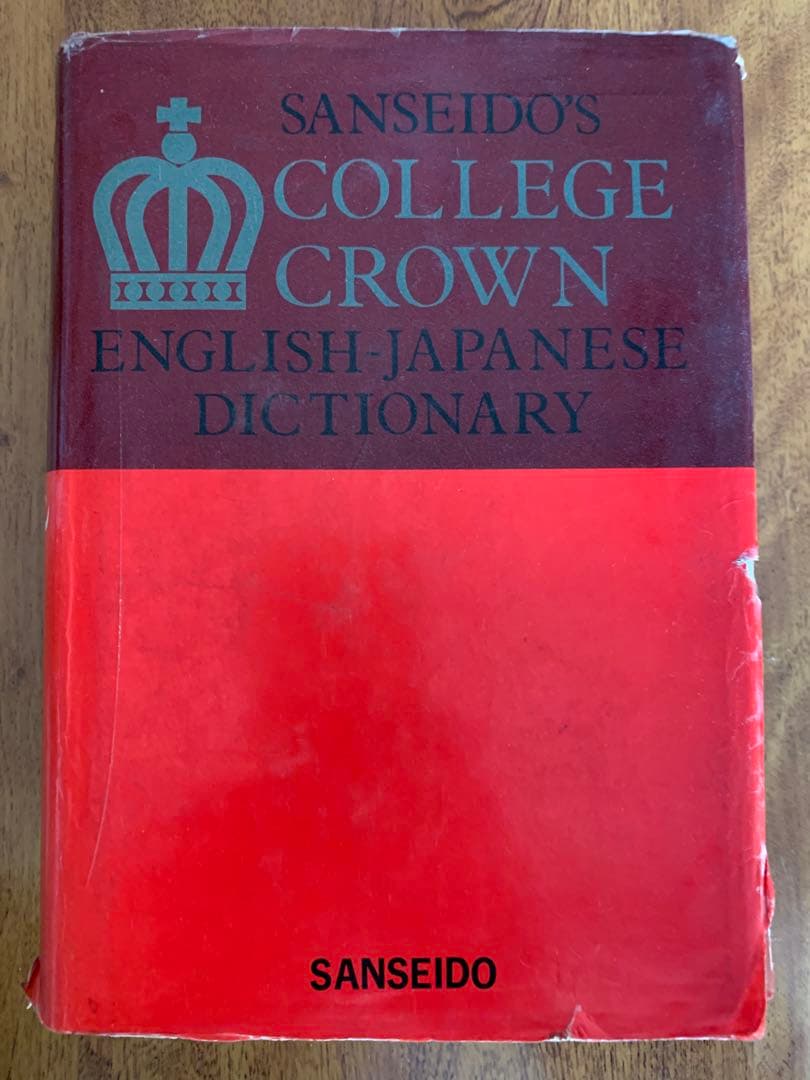 SANSEIDO'S
COLLEGE
CROWN
ENGLISH-JAPANESE
DICTIONARY
SANSEIDO